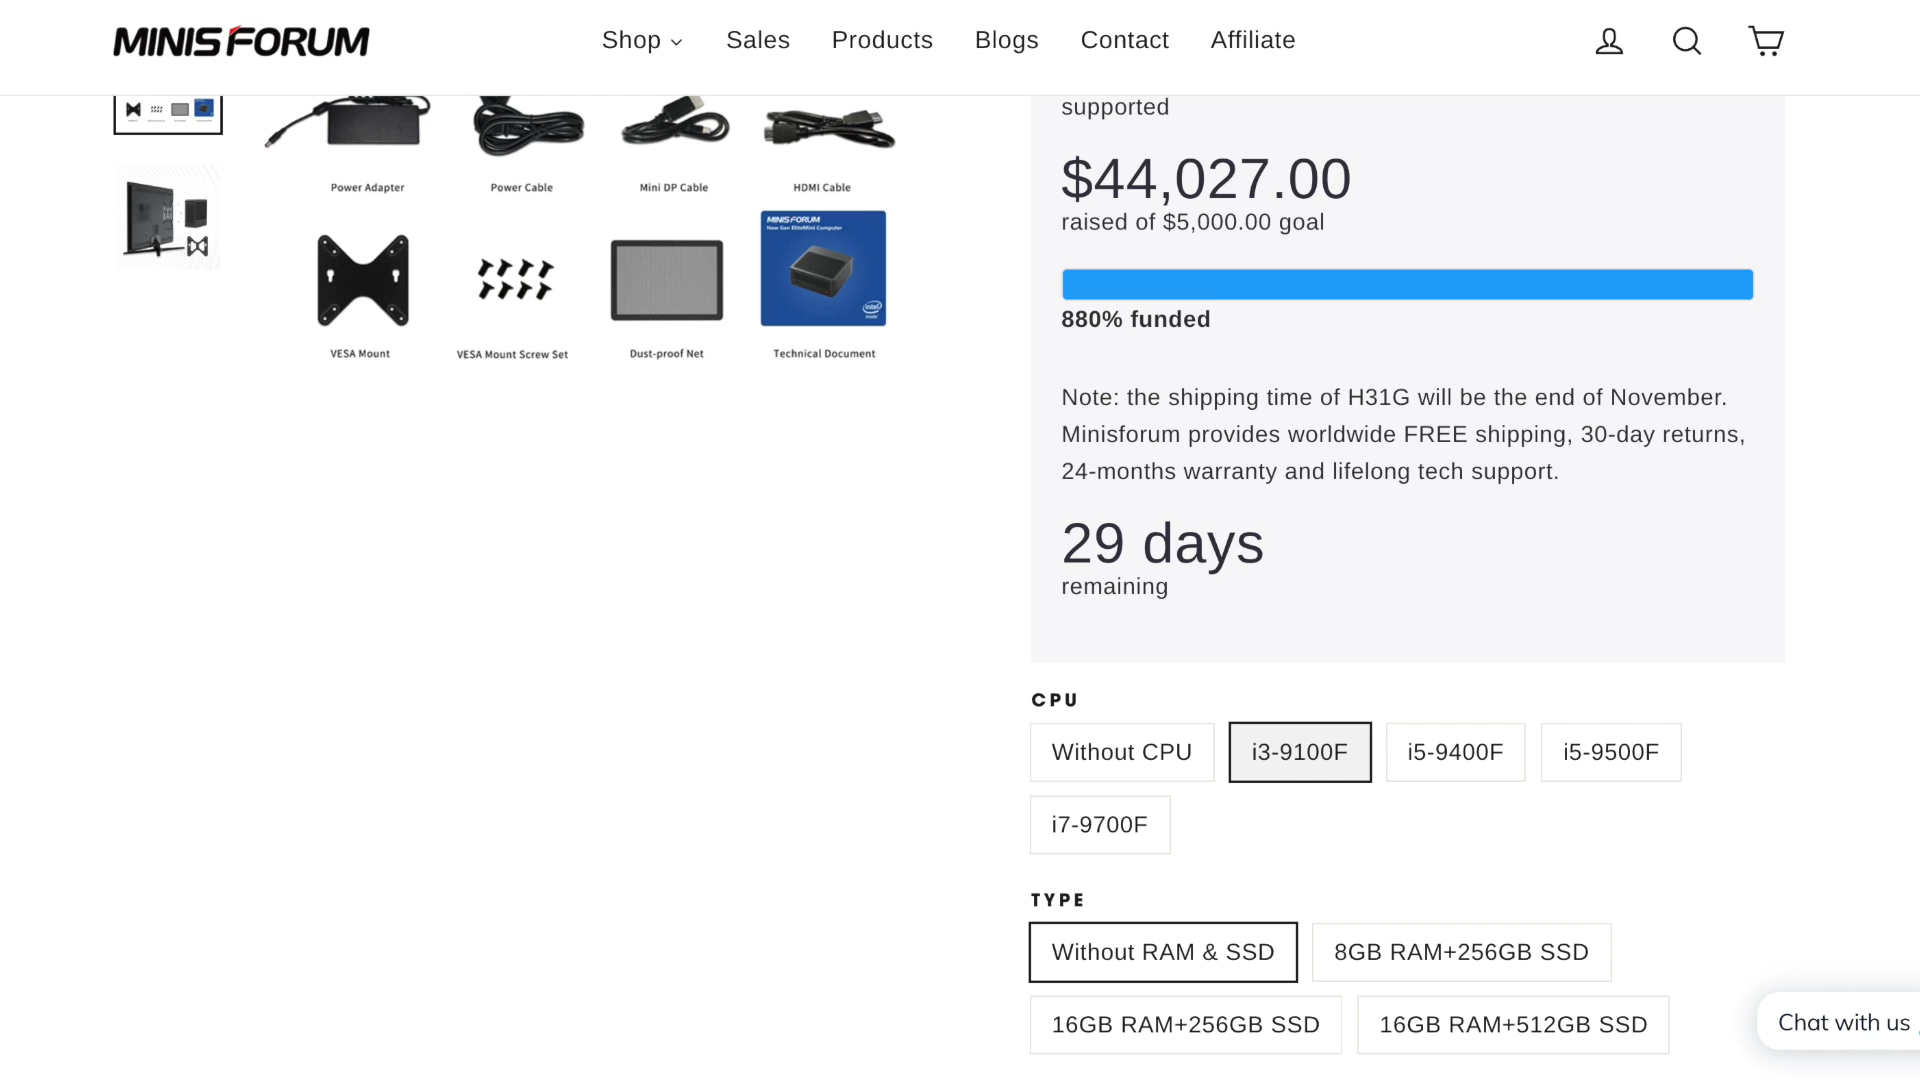 MINISFORUM
Shop
Sales
Products
Blogs
Contact
Affiliate
Power Adapter
Power Cable
Mini DP Cable
HDMI Cable
MINISFORUM
New Gen EliteMini Computer
intel
VESA Mount
VESA Mount Screw Set
Dust-proof Net
Technical Document
supported
$44,027.00
raised of $5,000.00 goal
880% funded
Note: the shipping time of H31G will be the end of November.
Minisforum provides worldwide FREE shipping, 30-day returns,
24-months warranty and lifelong tech support.
29 days
remaining
CPU
Without CPU
i3-9100F
i5-9400F
i5-9500F
i7-9700F
TYPE
Without RAM & SSD
8GB RAM+256GB SSD
16GB RAM+256GB SSD
16GB RAM+512GB SSD
Chat with us